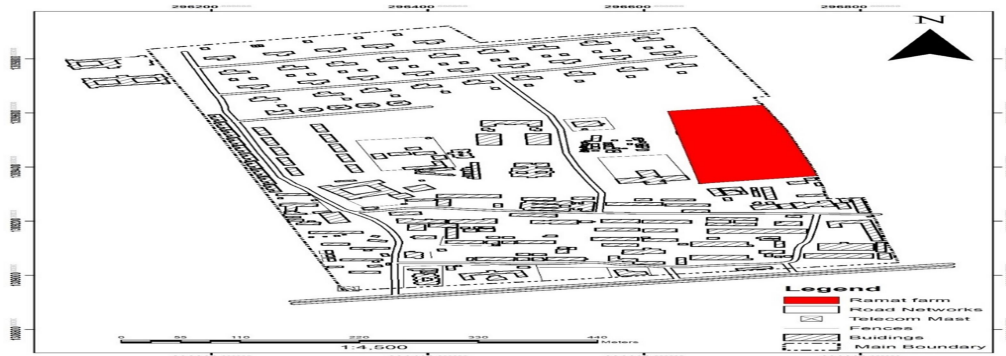 296200 296400 296600 296800
N
Legend
Ramat farm
Road Networks
Telecom Mast
Fences
Buidings
Main Boundary
0 55 110 220 330 440
Meters
1:4,500